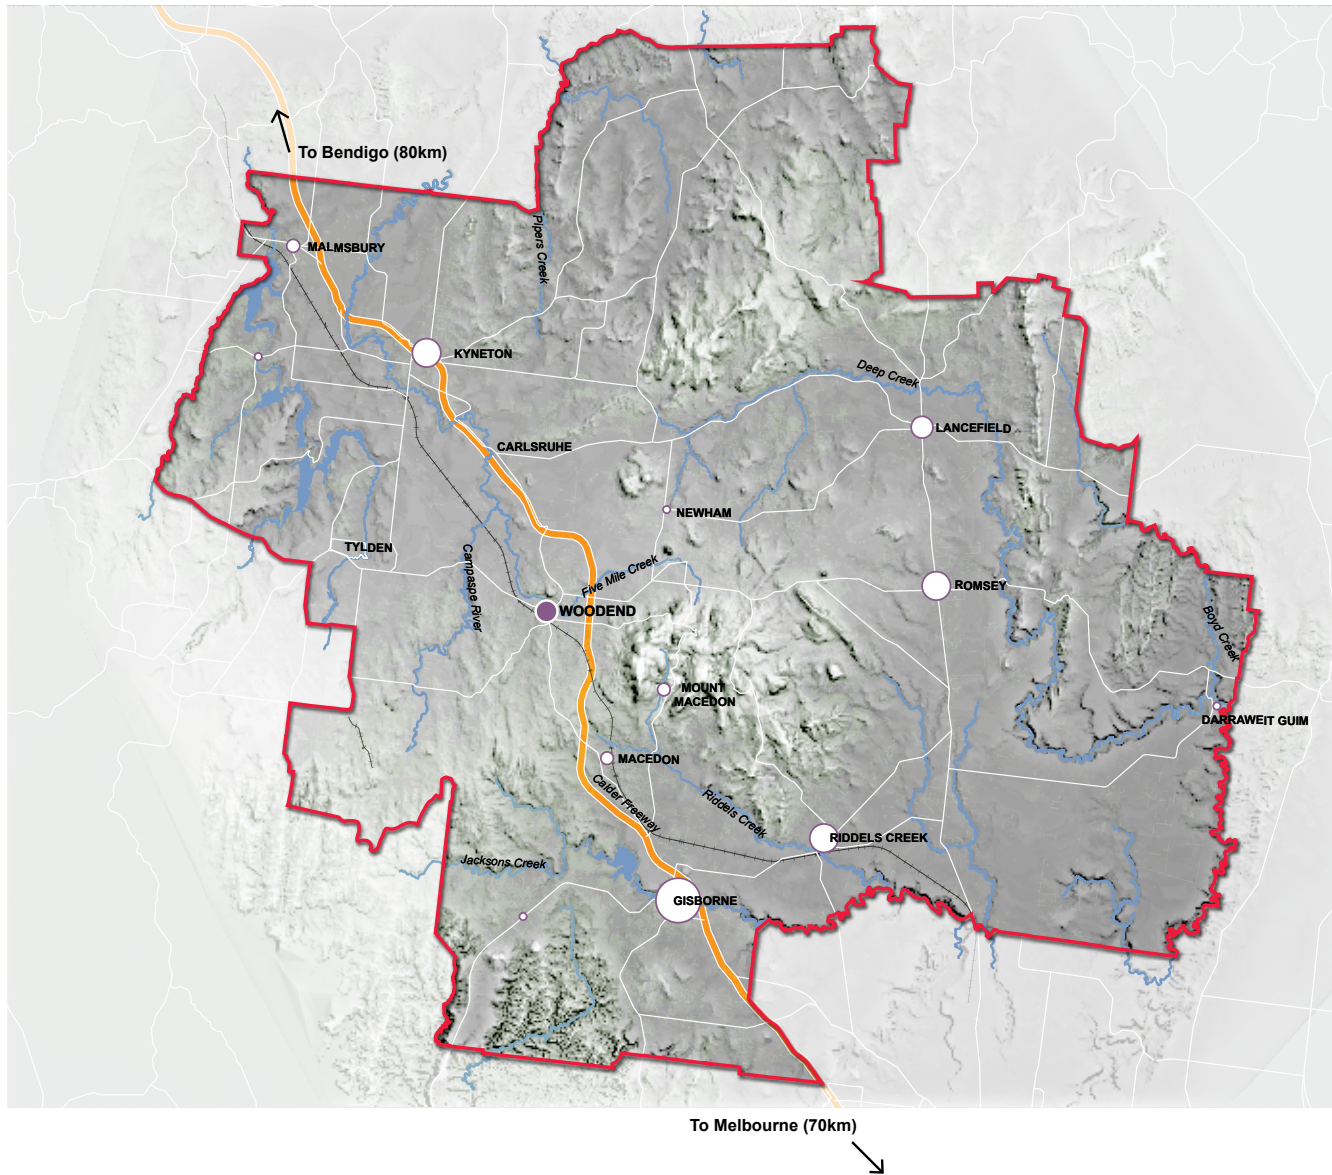 To Bendigo (80km)
MALMSBURY
Pipers Creek
KYNETON
Deep Creek
LANCEFIELD
CARLSRUHE
NEWHAM
TYLDEN
Campaspe River
Five Mile Creek
ROMSEY
WOODEND
Boyd Creek
MOUNT
MACEDON
DARRAWEIT GUIM
MACEDON
Calder Freeway
Riddels Creek
RIDDELS CREEK
Jacksons Creek
GISBORNE
To Melbourne (70km)